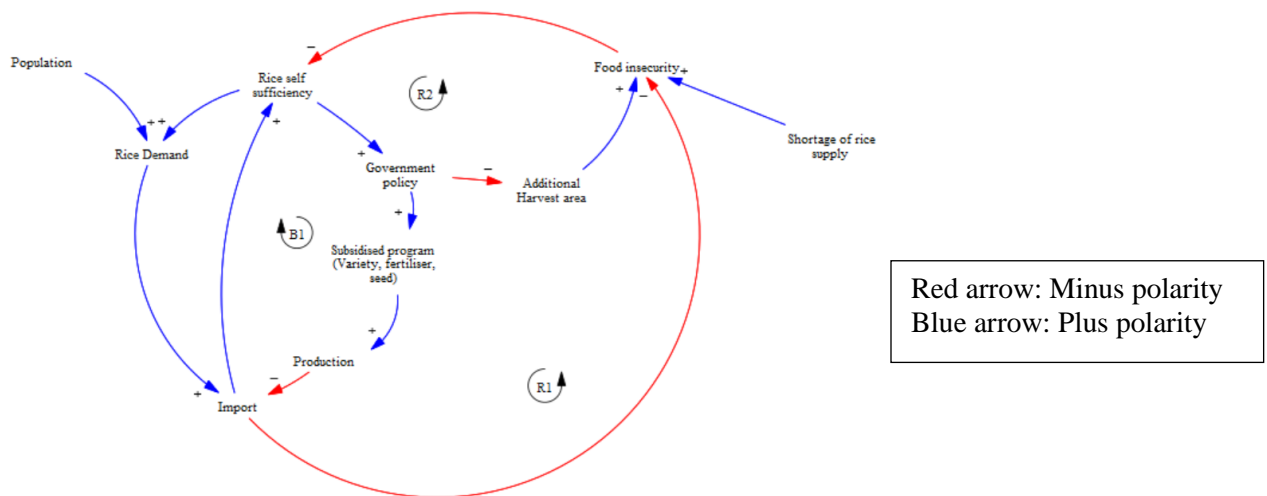 Population
Rice self
sufficiency
Food insecurity
R2
Rice Demand
Shortage of rice
supply
Government
policy
Additional
Harvest area
B1
Subsidised program
(Variety, fertiliser,
seed)
Production
R1
Import
Red arrow: Minus polarity
Blue arrow: Plus polarity
−
+
+
−
+
+
+
+
−
+
−
+
+
−
+